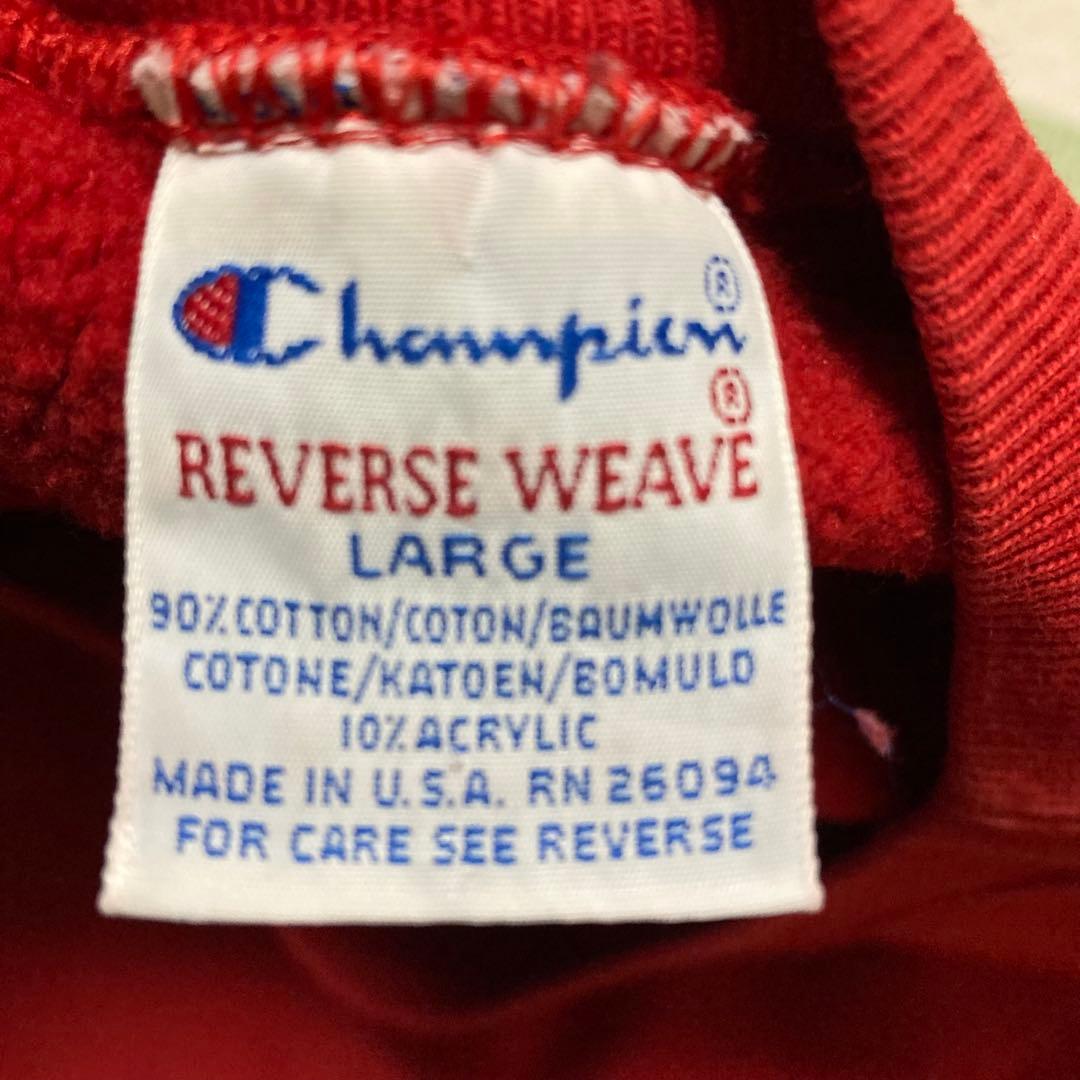 Champion®
REVERSE WEAVE®
LARGE
90% COTTON/COTON/BAUMWOLLE
COTONE/KATOEN/BOMULD
10% ACRYLIC
MADE IN U.S.A. RN 26094
FOR CARE SEE REVERSE